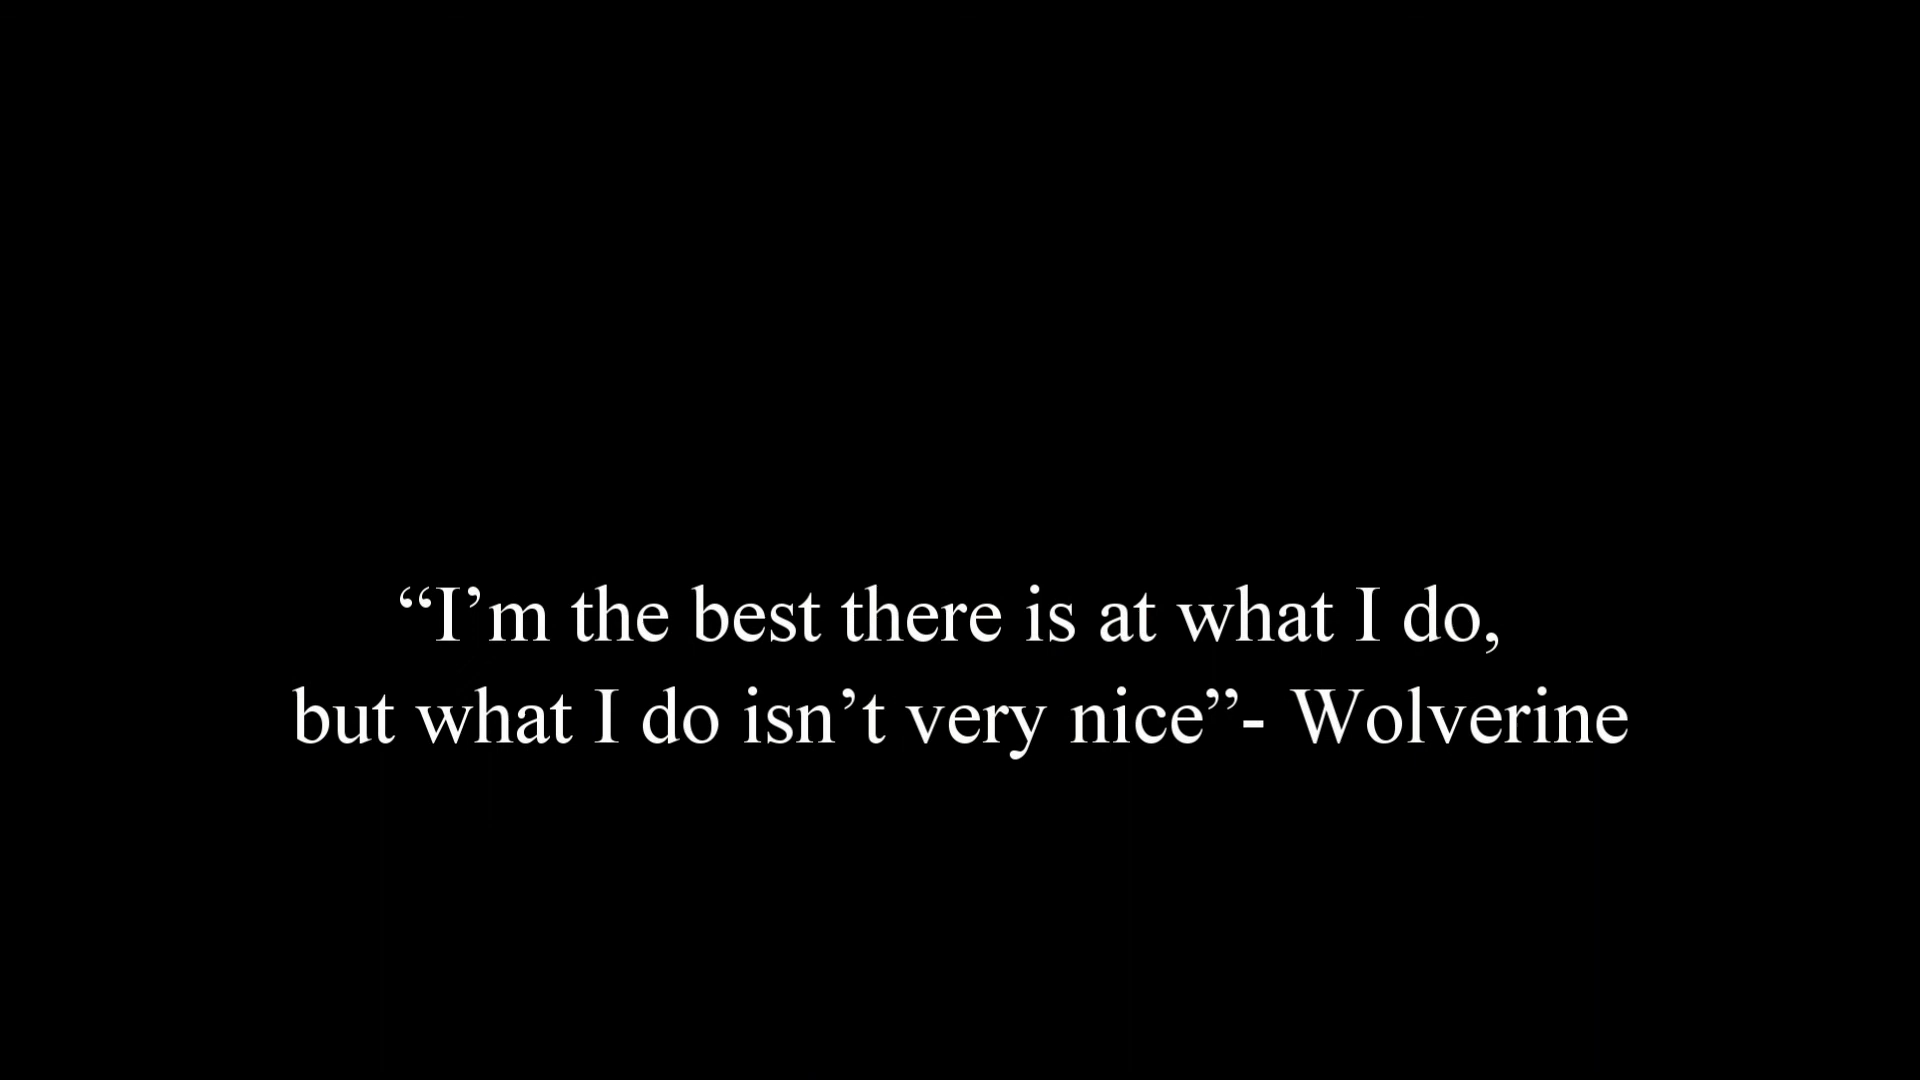 “I’m the best there is at what I do,
but what I do isn’t very nice”- Wolverine